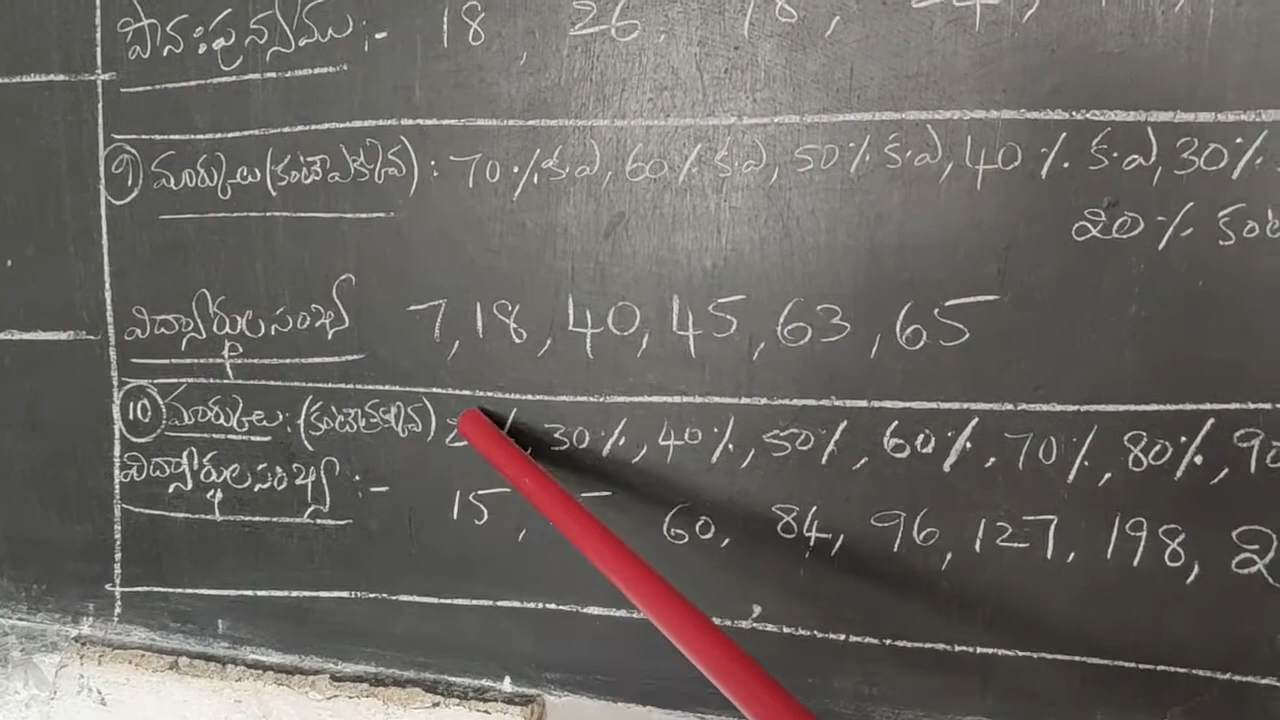 పౌనఃపున్యము :- 18, 26, 18,
9 మార్కులు (కంటే ఎక్కువ) : 70% కం.ఎ, 60% కం.ఎ, 50% కం.ఎ, 40% కం.ఎ, 30%
20%
విద్యార్థుల సంఖ్య 7, 18, 40, 45, 63, 65
10 మార్కులు : (కంటే తక్కువ) 30%, 40%, 50%, 60%, 70%, 80%,
విద్యార్థుల సంఖ్య :- 15, 60, 84, 96, 127, 198,